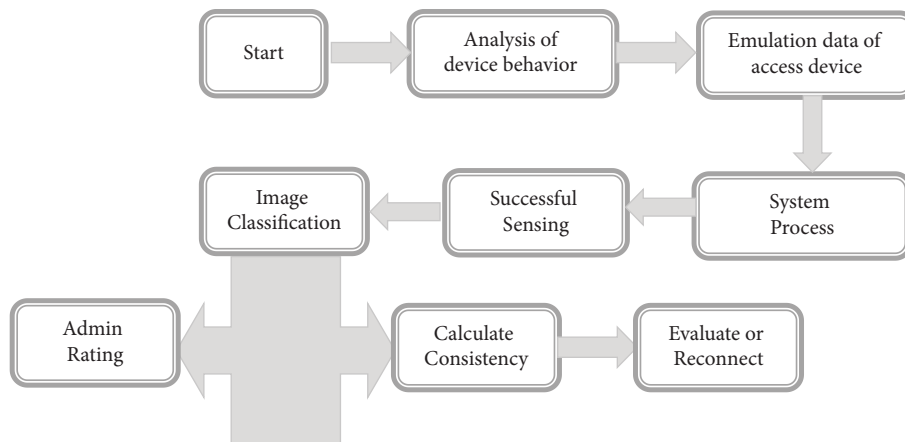 Start
Analysis of
device behavior
Emulation data of
access device
Image
Classification
Successful
Sensing
System
Process
Admin
Rating
Calculate
Consistency
Evaluate or
Reconnect